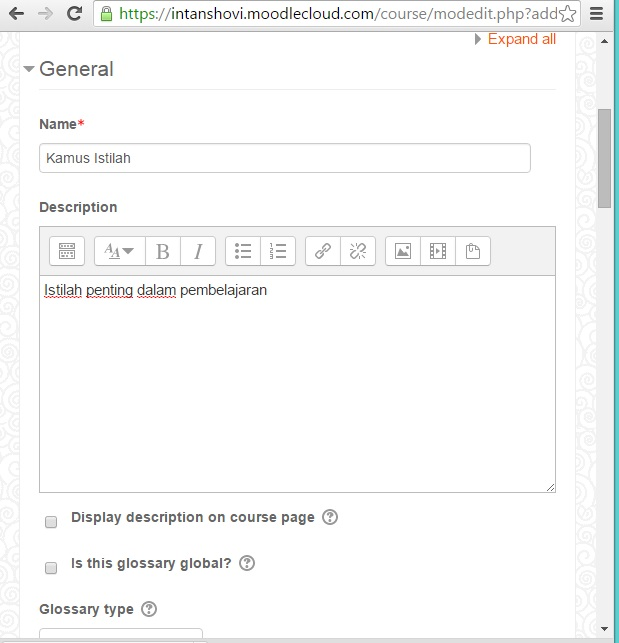 https://intanshovi.moodlecloud.com/course/modedit.php?add
Expand all
General
Name*
Kamus Istilah
Description
Istilah penting dalam pembelajaran
Display description on course page
Is this glossary global?
Glossary type